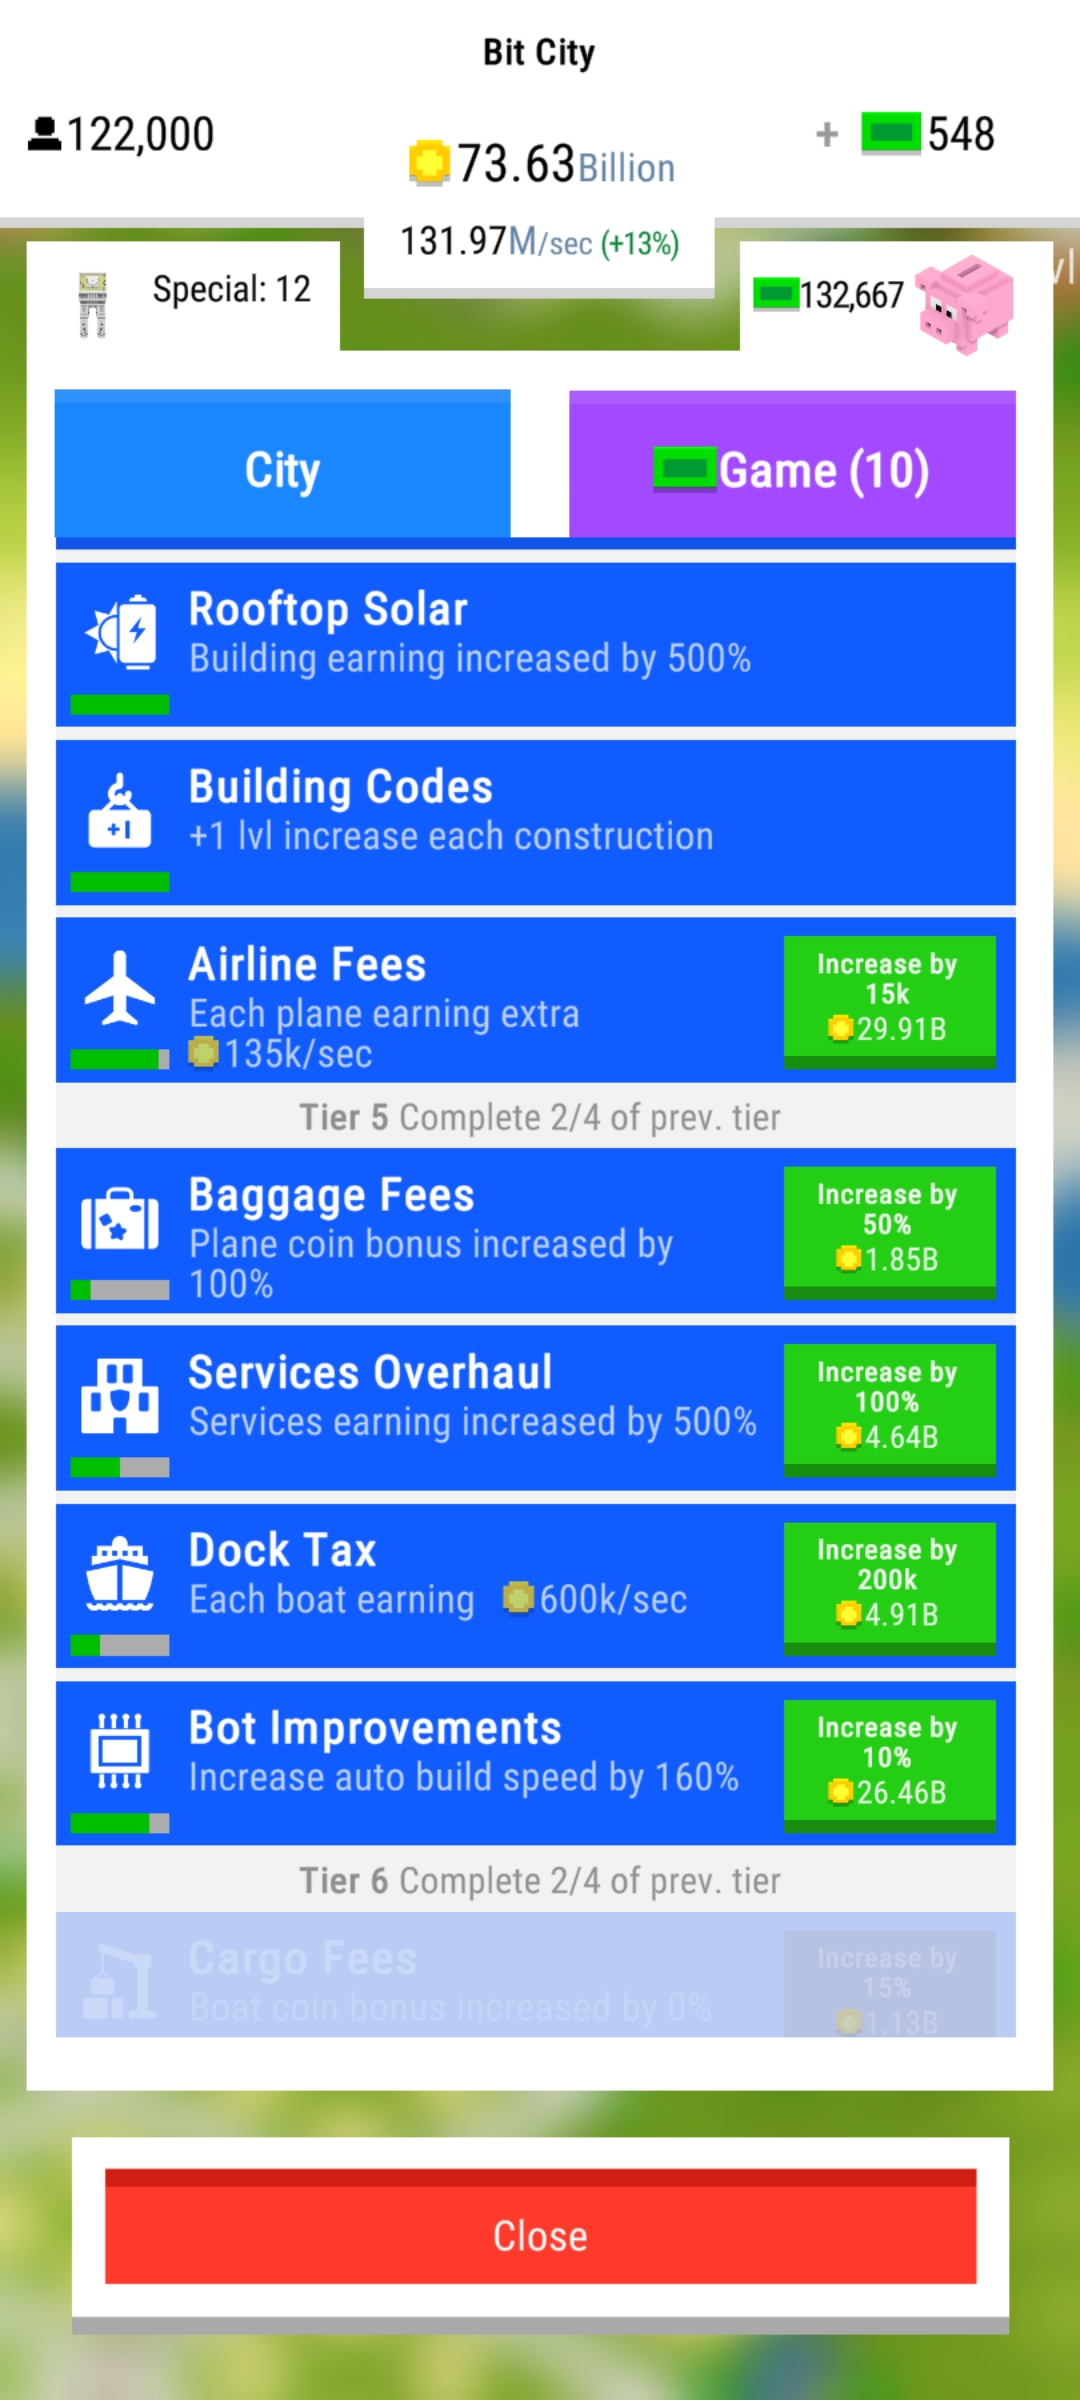 Bit City
122,000
73.63Billion
+ 548
131.97M/sec (+13%)
vl
Special: 12
132,667
City
Game (10)
Rooftop Solar
Building earning increased by 500%
Building Codes
+1
+1 lvl increase each construction
Airline Fees
Each plane earning extra
135k/sec
Increase by
15k
29.91B
Tier 5 Complete 2/4 of prev. tier
Baggage Fees
Plane coin bonus increased by
100%
Increase by
50%
1.85B
Services Overhaul
Services earning increased by 500%
Increase by
100%
4.64B
Dock Tax
Each boat earning 600k/sec
Increase by
200k
4.91B
Bot Improvements
Increase auto build speed by 160%
Increase by
10%
26.46B
Tier 6 Complete 2/4 of prev. tier
Cargo Fees
Boat coin bonus increased by 0%
Increase by
15%
1.13B
Close